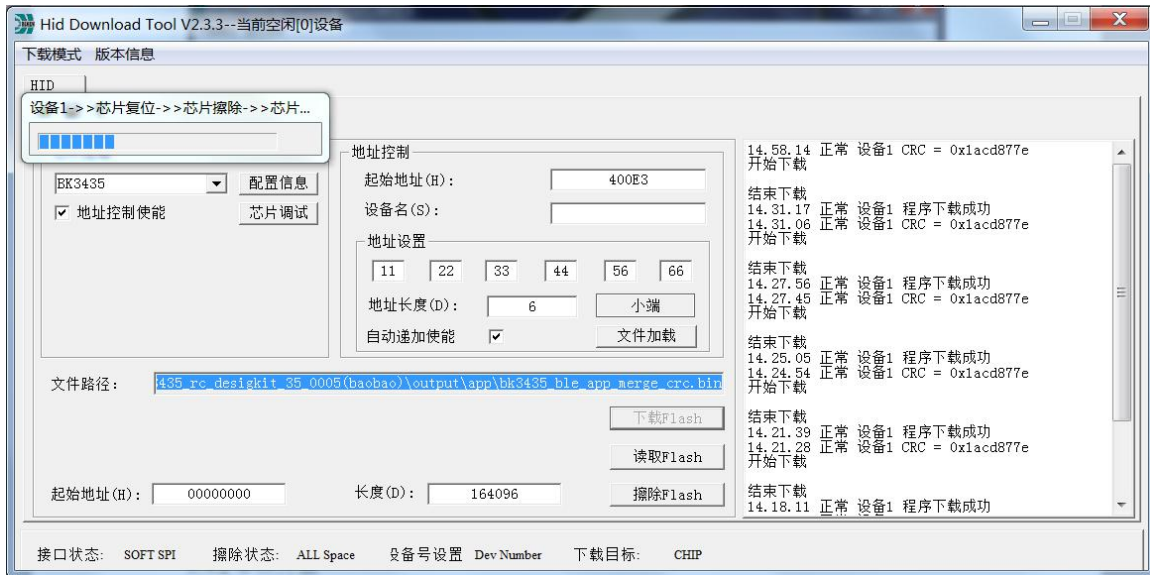 Hid Download Tool V2.3.3--当前空闲[0]设备
下载模式 版本信息
HID
设备1->>芯片复位->>芯片擦除->>芯片...
BK3435
配置信息
地址控制使能
芯片调试
地址控制
起始地址(H): 400E3
设备名(S):
地址设置
11 22 33 44 56 66
地址长度(D): 6 小端
自动递加使能
文件加载
文件路径: 435_rc_desigkit_35_0005(baobao)\output\app\bk3435_ble_app_merge_crc.bin
下载Flash
读取Flash
起始地址(H): 00000000 长度(D): 164096 擦除Flash
14.58.14 正常 设备1 CRC = 0x1acd877e
开始下载
结束下载
14.31.17 正常 设备1 程序下载成功
14.31.06 正常 设备1 CRC = 0x1acd877e
开始下载
结束下载
14.27.56 正常 设备1 程序下载成功
14.27.45 正常 设备1 CRC = 0x1acd877e
开始下载
结束下载
14.25.05 正常 设备1 程序下载成功
14.24.54 正常 设备1 CRC = 0x1acd877e
开始下载
结束下载
14.21.39 正常 设备1 程序下载成功
14.21.28 正常 设备1 CRC = 0x1acd877e
开始下载
结束下载
14.18.11 正常 设备1 程序下载成功
接口状态: SOFT SPI 擦除状态: ALL Space 设备号设置 Dev Number 下载目标: CHIP